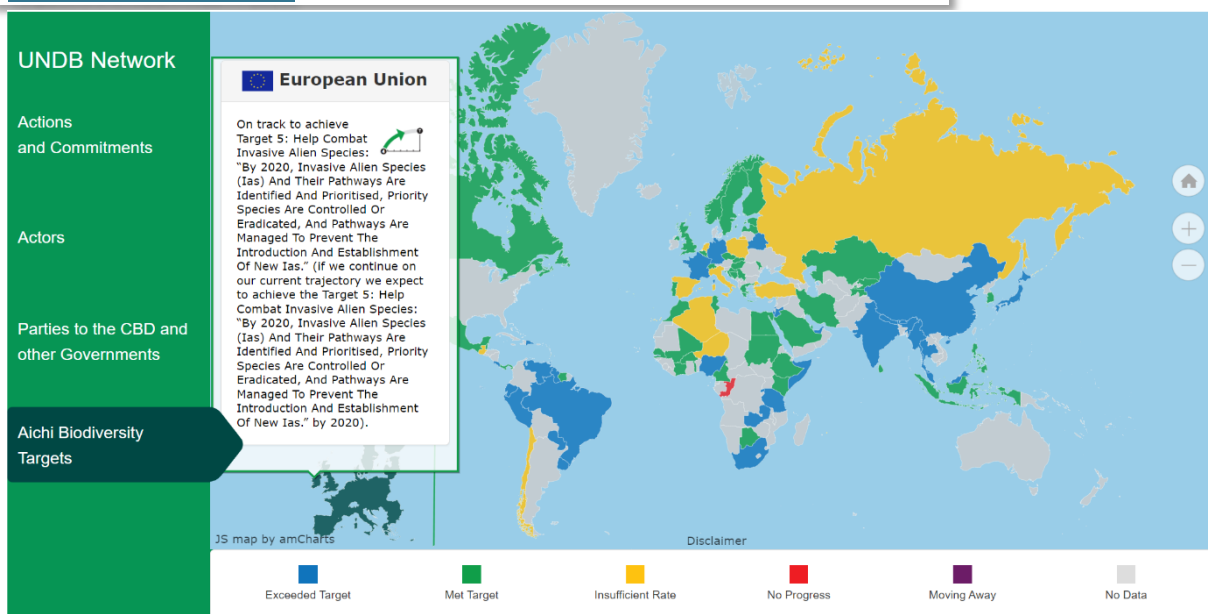 UNDB Network
Actions
and Commitments
Actors
Parties to the CBD and
other Governments
Aichi Biodiversity
Targets
European Union
On track to achieve
Target 5: Help Combat
Invasive Alien Species:
“By 2020, Invasive Alien Species
(Ias) And Their Pathways Are
Identified And Prioritised, Priority
Species Are Controlled Or
Eradicated, And Pathways Are
Managed To Prevent The
Introduction And Establishment
Of New Ias.” (if we continue on
our current trajectory we expect
to achieve the Target 5: Help
Combat Invasive Alien Species:
“By 2020, Invasive Alien Species
(Ias) And Their Pathways Are
Identified And Prioritised, Priority
Species Are Controlled Or
Eradicated, And Pathways Are
Managed To Prevent The
Introduction And Establishment
Of New Ias.” by 2020).
JS map by amCharts
Disclaimer
Exceeded Target
Met Target
Insufficient Rate
No Progress
Moving Away
No Data